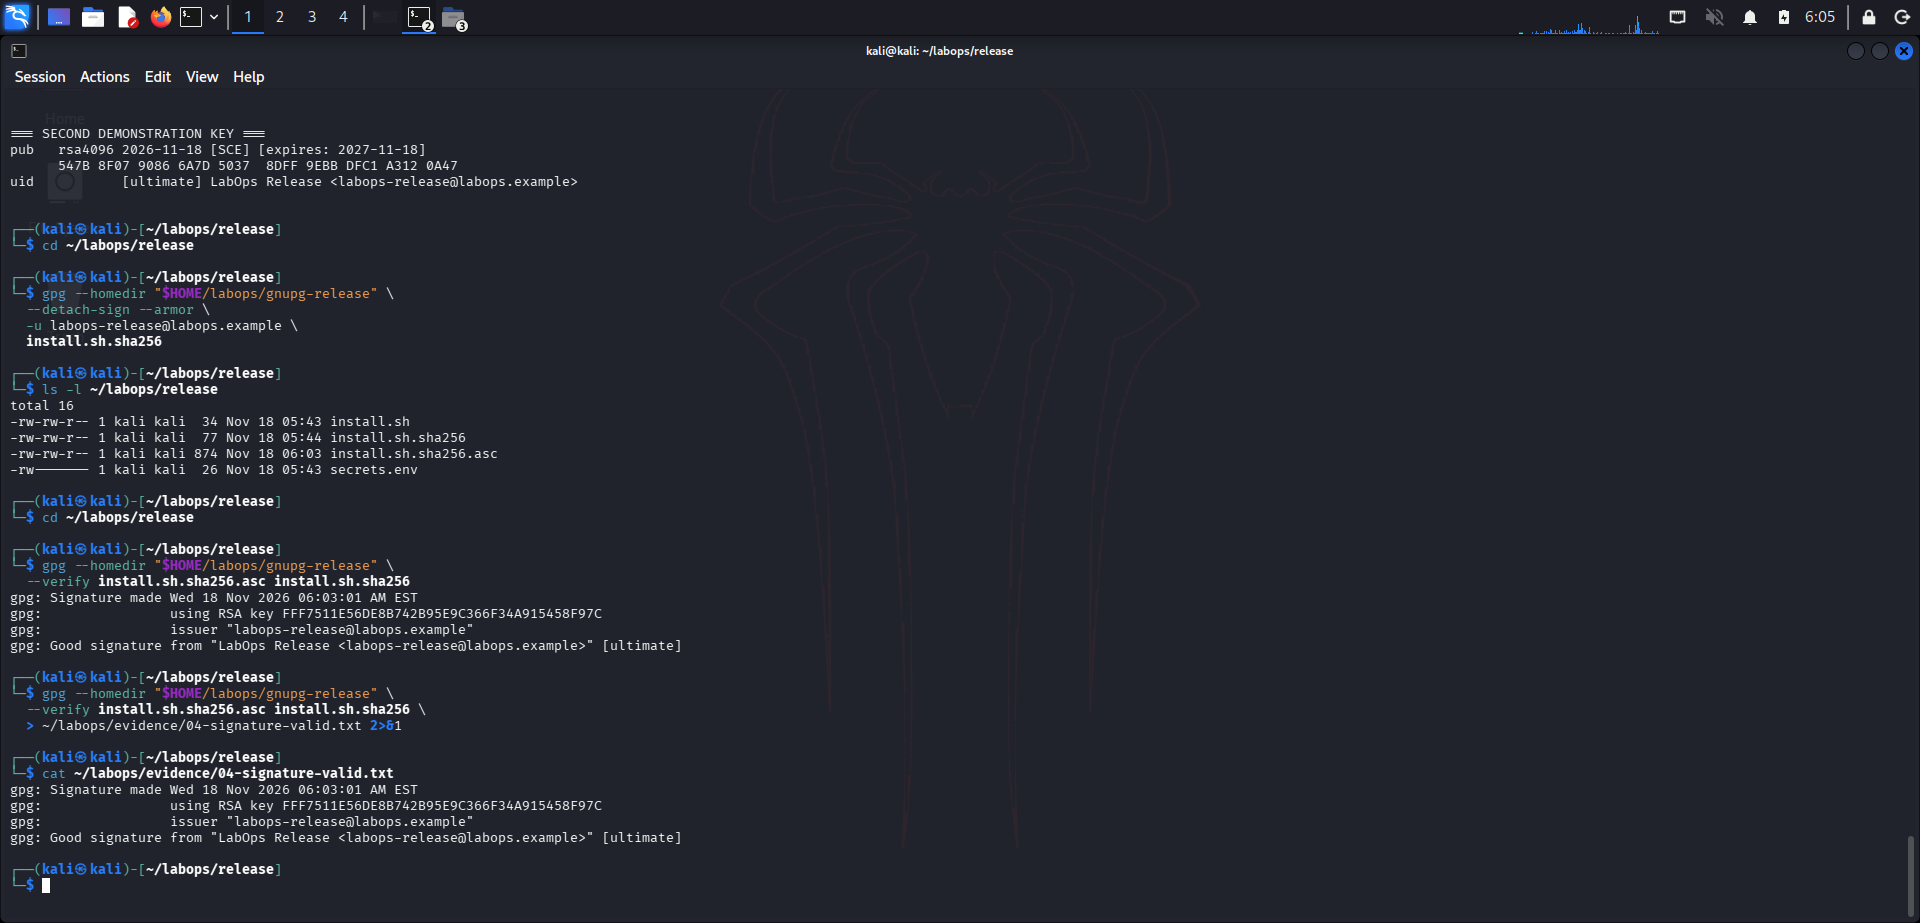 1 2 3 4 2 3 6:05
kali@kali: ~/labops/release
Session Actions Edit View Help
Home
=== SECOND DEMONSTRATION KEY ===
pub   rsa4096 2026-11-18 [SCE] [expires: 2027-11-18]
      547B 8F07 9086 6A7D 5037  8DFF 9EBB DFC1 A312 0A47
uid           [ultimate] LabOps Release <labops-release@labops.example>
┌──(kali㉿kali)-[~/labops/release]
└─$ cd ~/labops/release
┌──(kali㉿kali)-[~/labops/release]
└─$ gpg --homedir "$HOME/labops/gnupg-release" \
  --detach-sign --armor \
  -u labops-release@labops.example \
  install.sh.sha256
┌──(kali㉿kali)-[~/labops/release]
└─$ ls -l ~/labops/release
total 16
-rw-rw-r-- 1 kali kali  34 Nov 18 05:43 install.sh
-rw-rw-r-- 1 kali kali  77 Nov 18 05:44 install.sh.sha256
-rw-rw-r-- 1 kali kali 874 Nov 18 06:03 install.sh.sha256.asc
-rw------- 1 kali kali  26 Nov 18 05:43 secrets.env
┌──(kali㉿kali)-[~/labops/release]
└─$ cd ~/labops/release
┌──(kali㉿kali)-[~/labops/release]
└─$ gpg --homedir "$HOME/labops/gnupg-release" \
  --verify install.sh.sha256.asc install.sh.sha256
gpg: Signature made Wed 18 Nov 2026 06:03:01 AM EST
gpg:                using RSA key FFF7511E56DE8B742B95E9C366F34A915458F97C
gpg:                issuer "labops-release@labops.example"
gpg: Good signature from "LabOps Release <labops-release@labops.example>" [ultimate]
┌──(kali㉿kali)-[~/labops/release]
└─$ gpg --homedir "$HOME/labops/gnupg-release" \
  --verify install.sh.sha256.asc install.sh.sha256 \
  > ~/labops/evidence/04-signature-valid.txt 2>&1
┌──(kali㉿kali)-[~/labops/release]
└─$ cat ~/labops/evidence/04-signature-valid.txt
gpg: Signature made Wed 18 Nov 2026 06:03:01 AM EST
gpg:                using RSA key FFF7511E56DE8B742B95E9C366F34A915458F97C
gpg:                issuer "labops-release@labops.example"
gpg: Good signature from "LabOps Release <labops-release@labops.example>" [ultimate]
┌──(kali㉿kali)-[~/labops/release]
└─$